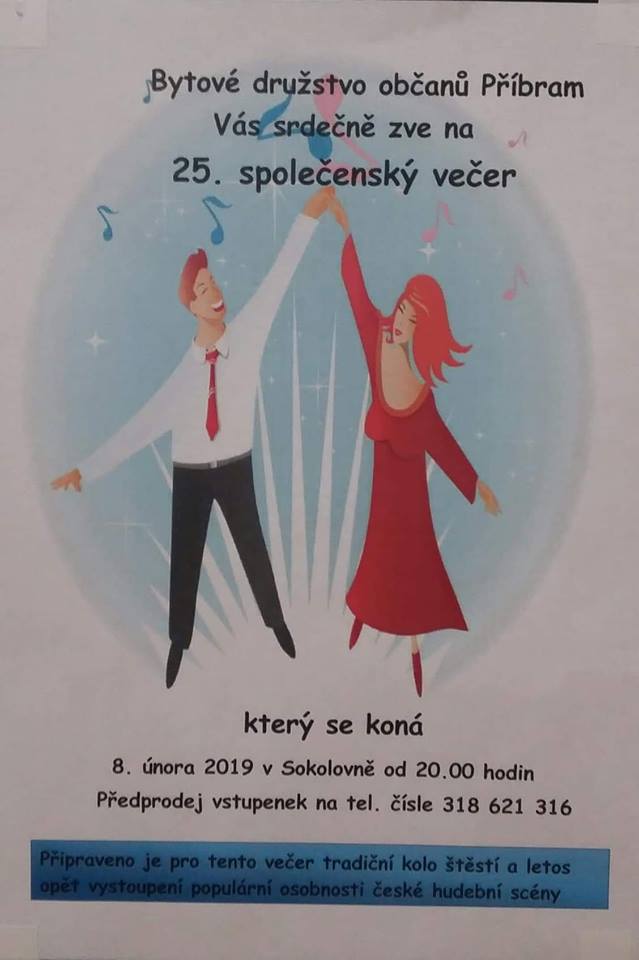 Bytové družstvo občanů Příbram
Vás srdečně zve na
25. společenský večer
který se koná
8. února 2019 v Sokolovně od 20.00 hodin
Předprodej vstupenek na tel. čísle 318 621 316
Připraveno je pro tento večer tradiční kolo štěstí a letos
opět vystoupení populární osobnosti české hudební scény